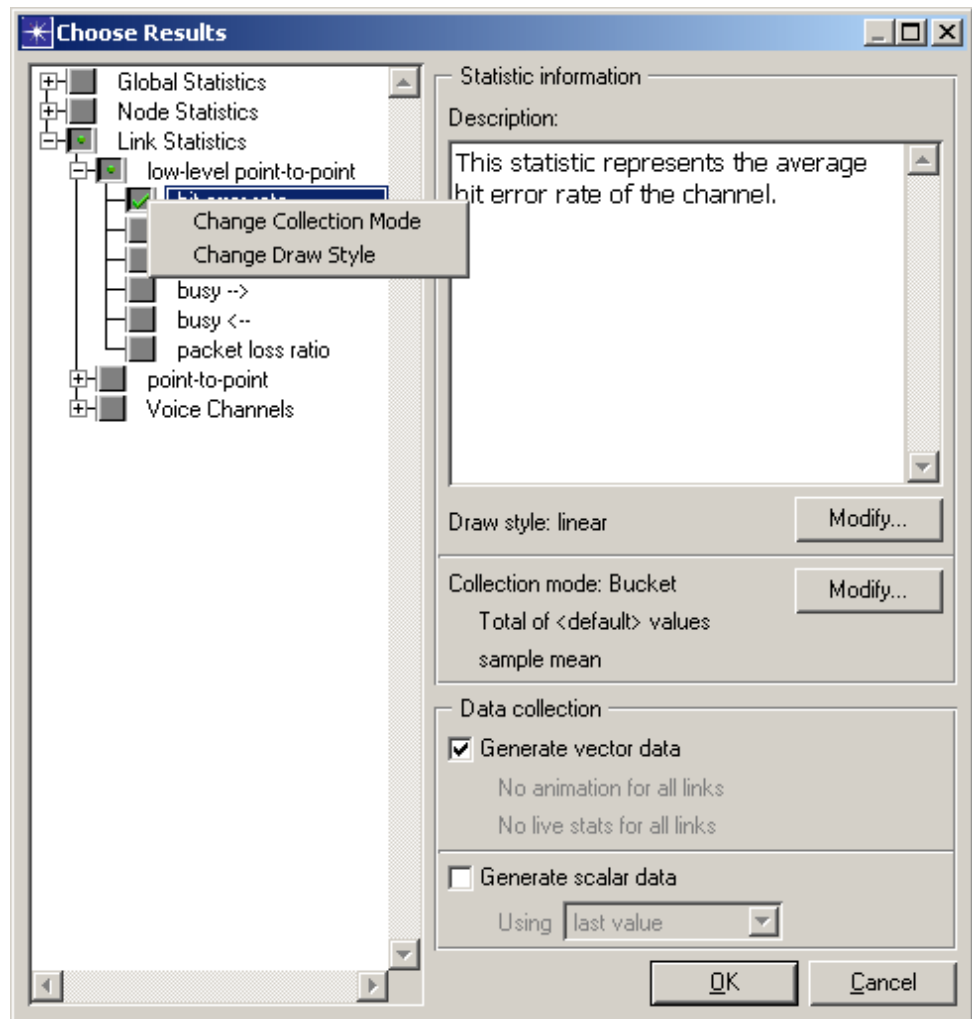 Choose Results
Global Statistics
Node Statistics
Link Statistics
low-level point-to-point
Change Collection Mode
Change Draw Style
busy -->
busy <--
packet loss ratio
point-to-point
Voice Channels
Statistic information
Description:
This statistic represents the average
bit error rate of the channel.
Draw style: linear
Modify...
Collection mode: Bucket
Modify...
Total of <default> values
sample mean
Data collection
Generate vector data
No animation for all links
No live stats for all links
Generate scalar data
Using last value
OK
Cancel